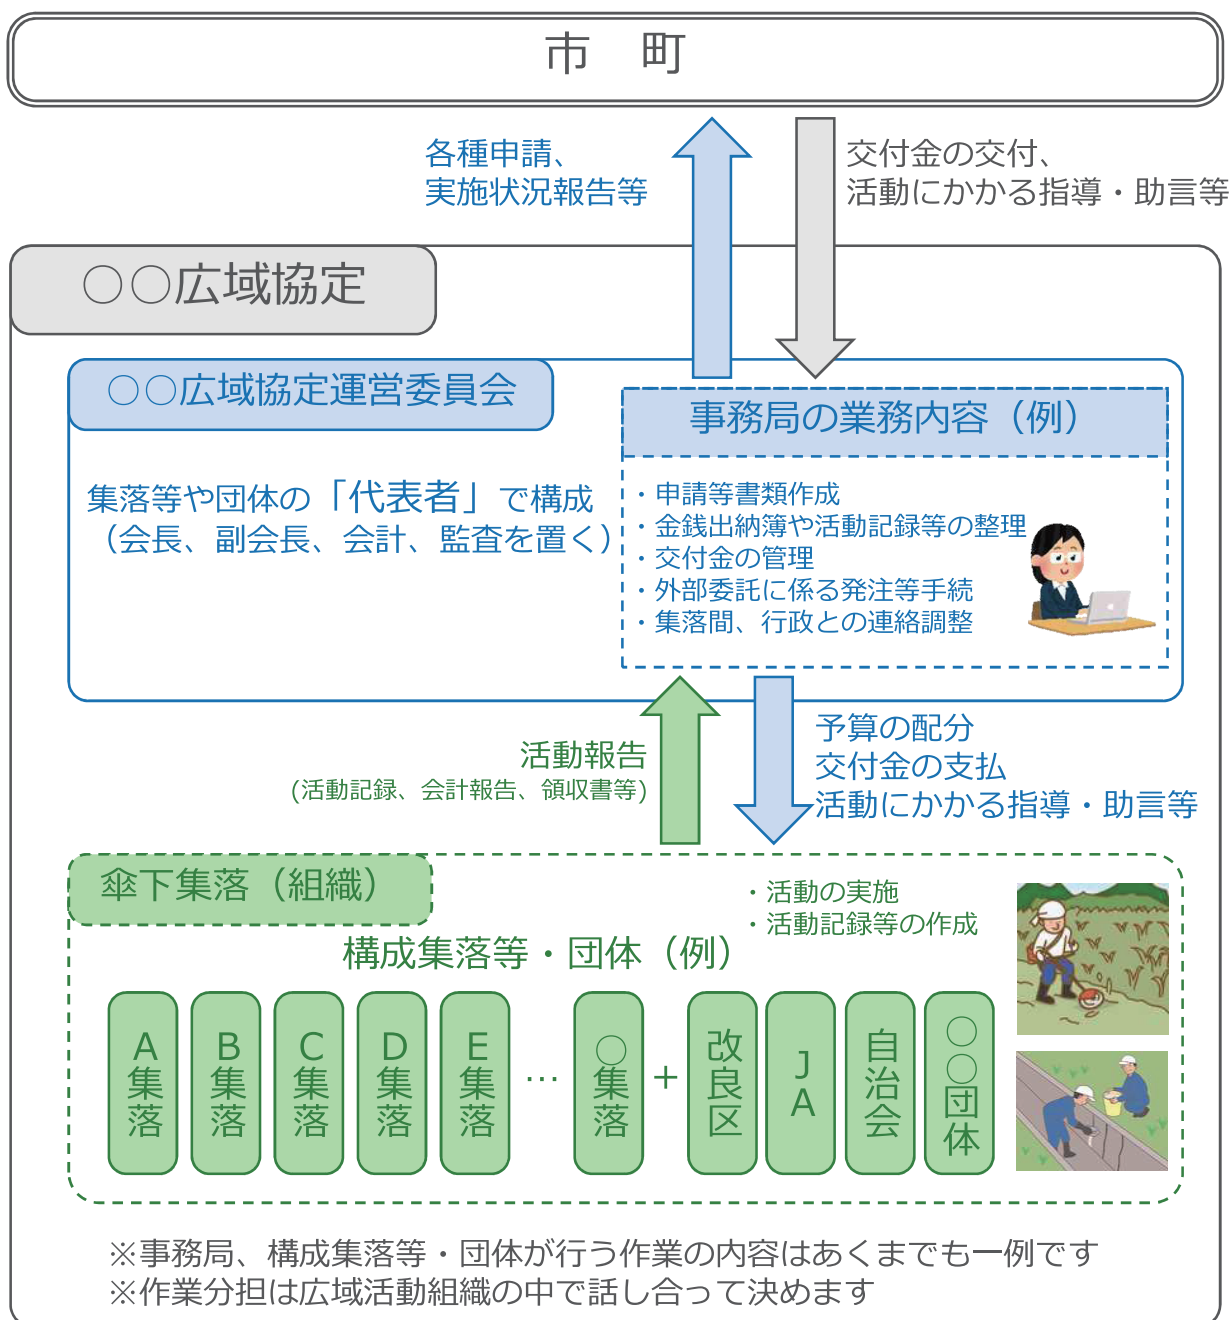 市　町
各種申請、
実施状況報告等
交付金の交付、
活動にかかる指導・助言等
○○広域協定
○○広域協定運営委員会
集落等や団体の「代表者」で構成
（会長、副会長、会計、監査を置く）
事務局の業務内容（例）
・申請等書類作成
・金銭出納簿や活動記録等の整理
・交付金の管理
・外部委託に係る発注等手続
・集落間、行政との連絡調整
活動報告
(活動記録、会計報告、領収書等)
予算の配分
交付金の支払
活動にかかる指導・助言等
傘下集落（組織）
・活動の実施
・活動記録等の作成
構成集落等・団体（例）
A集落
B集落
C集落
D集落
E集落
…
○集落
+
改良区
JA
自治会
○○団体
※事務局、構成集落等・団体が行う作業の内容はあくまでも一例です
※作業分担は広域活動組織の中で話し合って決めます